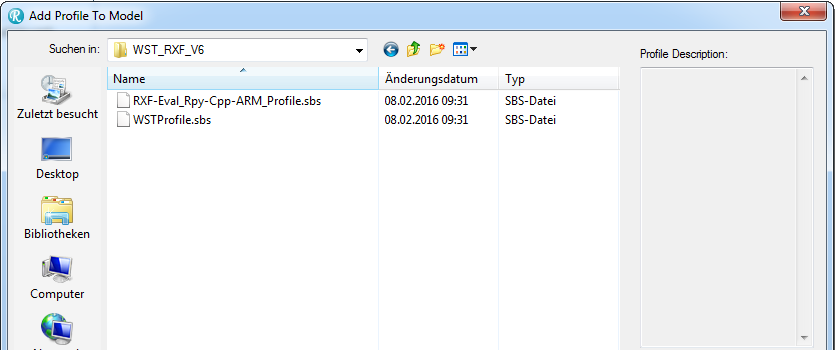 Add Profile To Model
Suchen in: WST_RXF_V6
Profile Description:
Name Änderungsdatum Typ
RXF-Eval_Rpy-Cpp-ARM_Profile.sbs 08.02.2016 09:31 SBS-Datei
WSTProfile.sbs 08.02.2016 09:31 SBS-Datei
Zuletzt besucht
Desktop
Bibliotheken
Computer